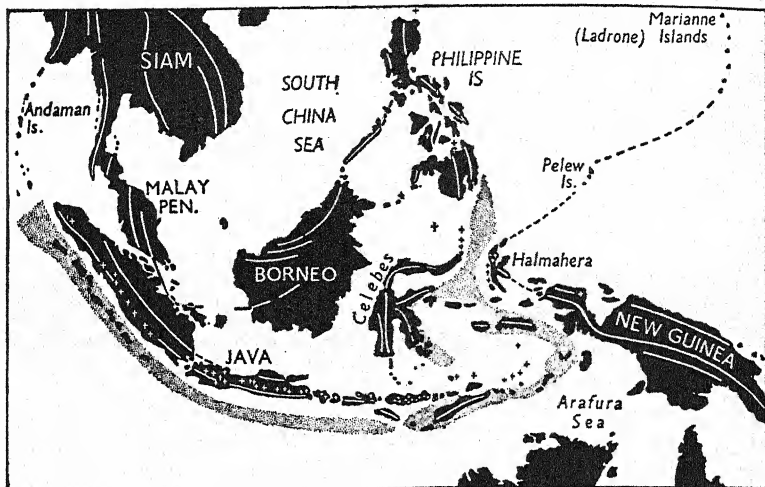 Marianne
(Ladrone) Islands
SIAM
PHILIPPINE
IS
SOUTH
CHINA
SEA
Andaman
Is.
Pelew
Is.
MALAY
PEN.
Halmahera
BORNEO
Celebes
NEW GUINEA
JAVA
Arafura
Sea